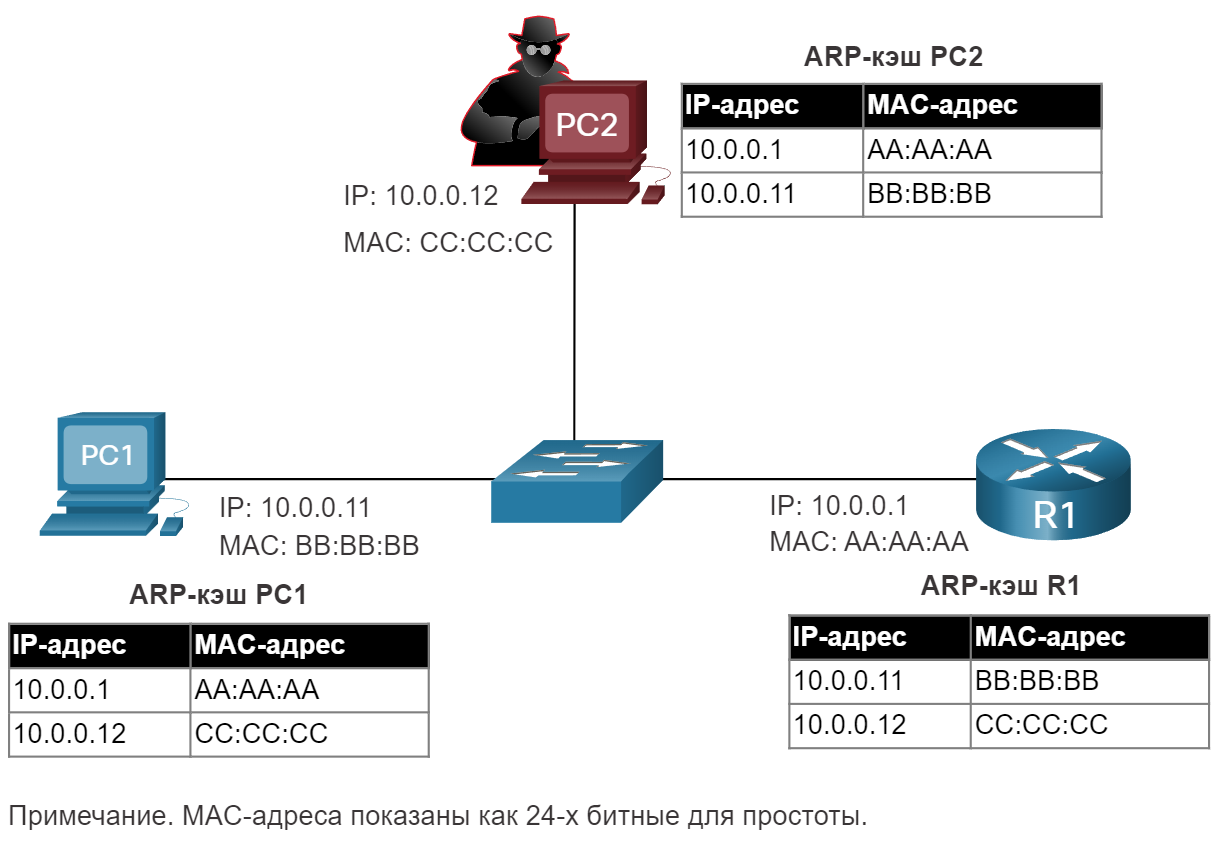 ARP-кэш PC2
IP-адрес MAC-адрес
10.0.0.1 AA:AA:AA
10.0.0.11 BB:BB:BB
PC2
IP: 10.0.0.12
MAC: CC:CC:CC
PC1
IP: 10.0.0.11
MAC: BB:BB:BB
IP: 10.0.0.1
MAC: AA:AA:AA
R1
ARP-кэш PC1
IP-адрес MAC-адрес
10.0.0.1 AA:AA:AA
10.0.0.12 CC:CC:CC
ARP-кэш R1
IP-адрес MAC-адрес
10.0.0.11 BB:BB:BB
10.0.0.12 CC:CC:CC
Примечание. MAC-адреса показаны как 24-х битные для простоты.